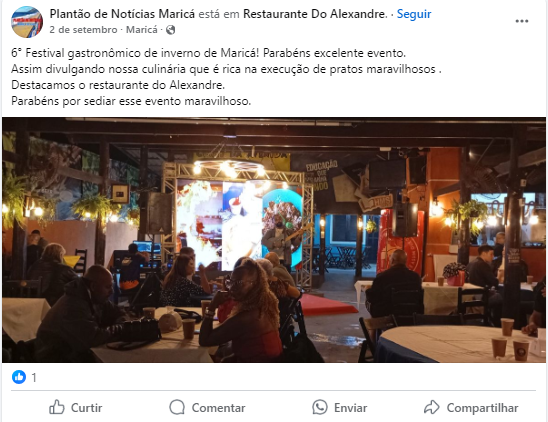 Plantão de Notícias Maricá está em Restaurante Do Alexandre. · Seguir
2 de setembro · Maricá ·
6° Festival gastronômico de inverno de Maricá! Parabéns excelente evento.
Assim divulgando nossa culinária que é rica na execução de pratos maravilhosos .
Destacamos o restaurante do Alexandre.
Parabéns por sediar esse evento maravilhoso.
EDUCAÇÃO
1
Curtir
Comentar
Enviar
Compartilhar